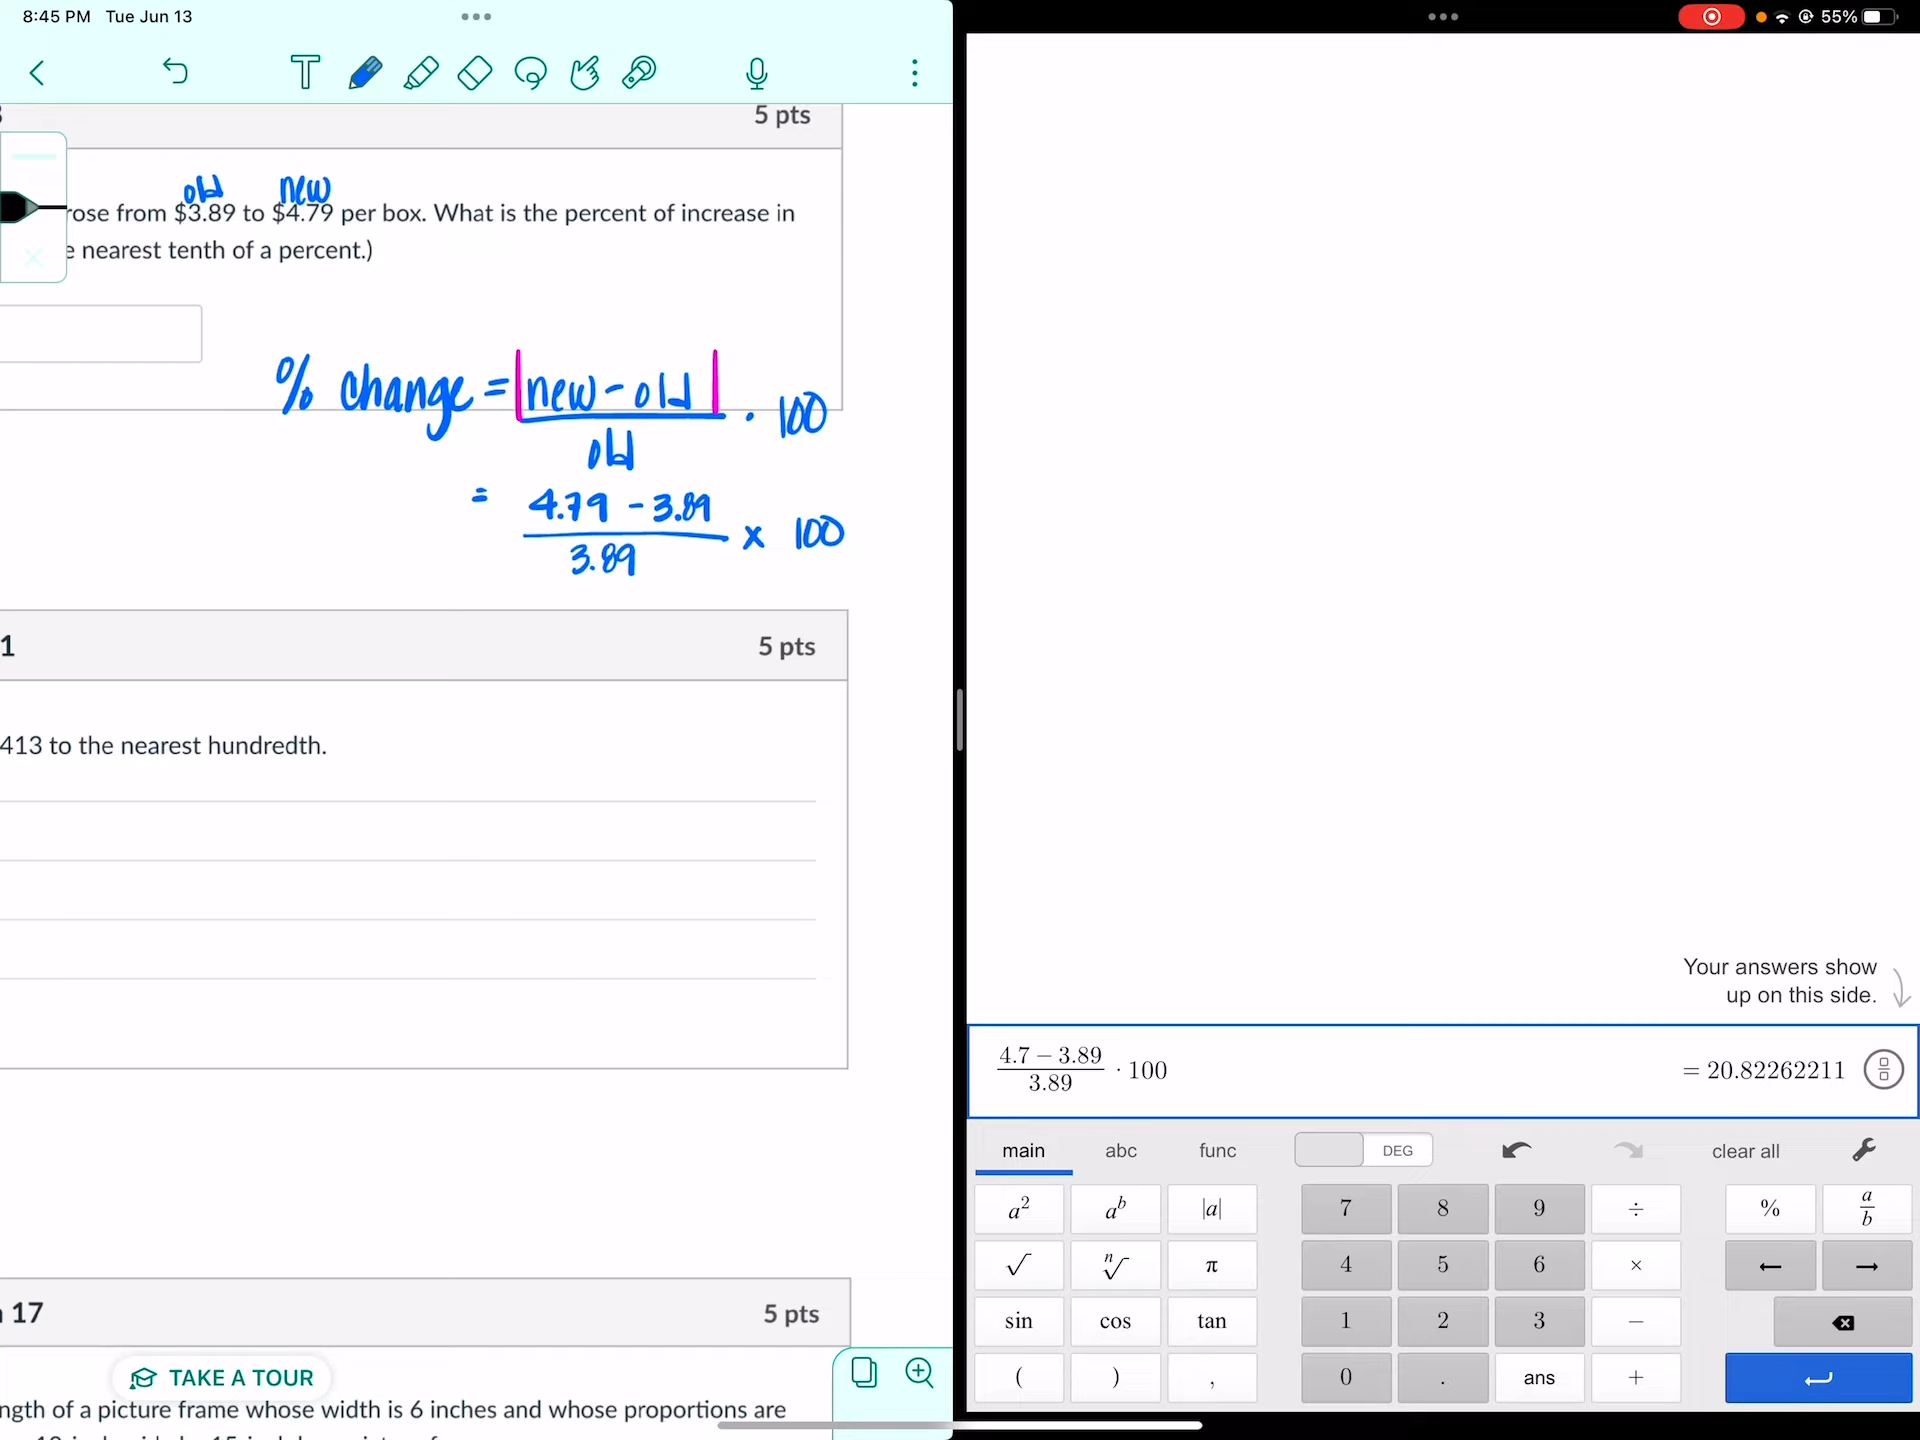 8:45 PM Tue Jun 13
55%
5 pts
old new
rose from $3.89 to $4.79 per box. What is the percent of increase in
e nearest tenth of a percent.)
% change = |new - old| / old · 100
= 4.79 - 3.89 / 3.89 x 100
1 5 pts
413 to the nearest hundredth.
17 5 pts
TAKE A TOUR
ngth of a picture frame whose width is 6 inches and whose proportions are
Your answers show
up on this side.
4.7 − 3.89 / 3.89 · 100 = 20.82262211
main abc func DEG clear all
a² aᵇ |a| 7 8 9 ÷ % a/b
√ ⁿ√ π 4 5 6 × ← →
sin cos tan 1 2 3 −
( ) , 0 . ans +